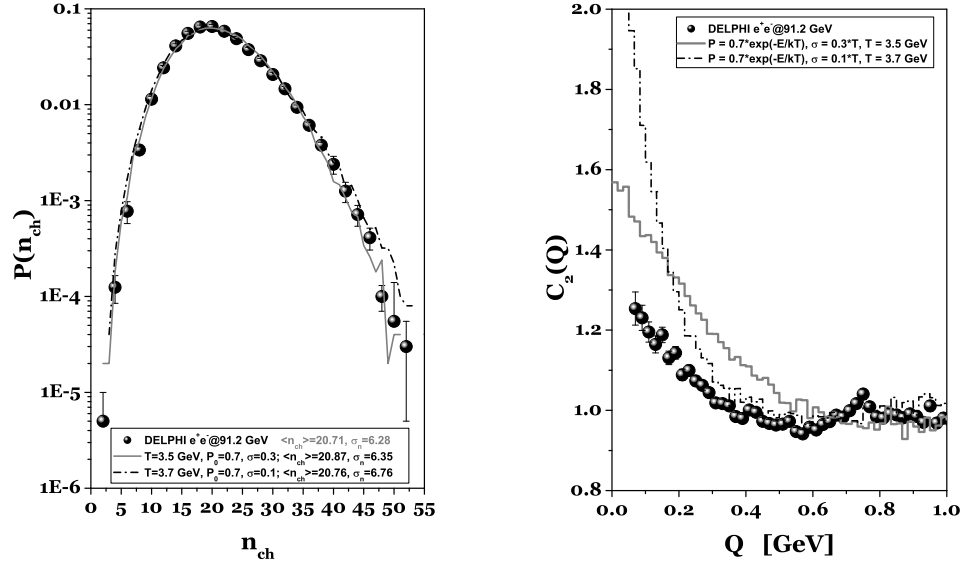 0.1
0.01
1E-3
1E-4
1E-5
1E-6
P(n_ch)
DELPHI e⁺e⁻@91.2 GeV <n_ch>=20.71, σ_n=6.28
T=3.5 GeV, P_0=0.7, σ=0.3; <n_ch>=20.87, σ_n=6.35
T=3.7 GeV, P_0=0.7, σ=0.1; <n_ch>=20.76, σ_n=6.76
0 5 10 15 20 25 30 35 40 45 50 55
n_ch
2.0
1.8
1.6
1.4
1.2
1.0
0.8
C_2(Q)
DELPHI e⁺e⁻@91.2 GeV
P = 0.7*exp(-E/kT), σ = 0.3*T, T = 3.5 GeV
P = 0.7*exp(-E/kT), σ = 0.1*T, T = 3.7 GeV
0.0 0.2 0.4 0.6 0.8 1.0
Q [GeV]